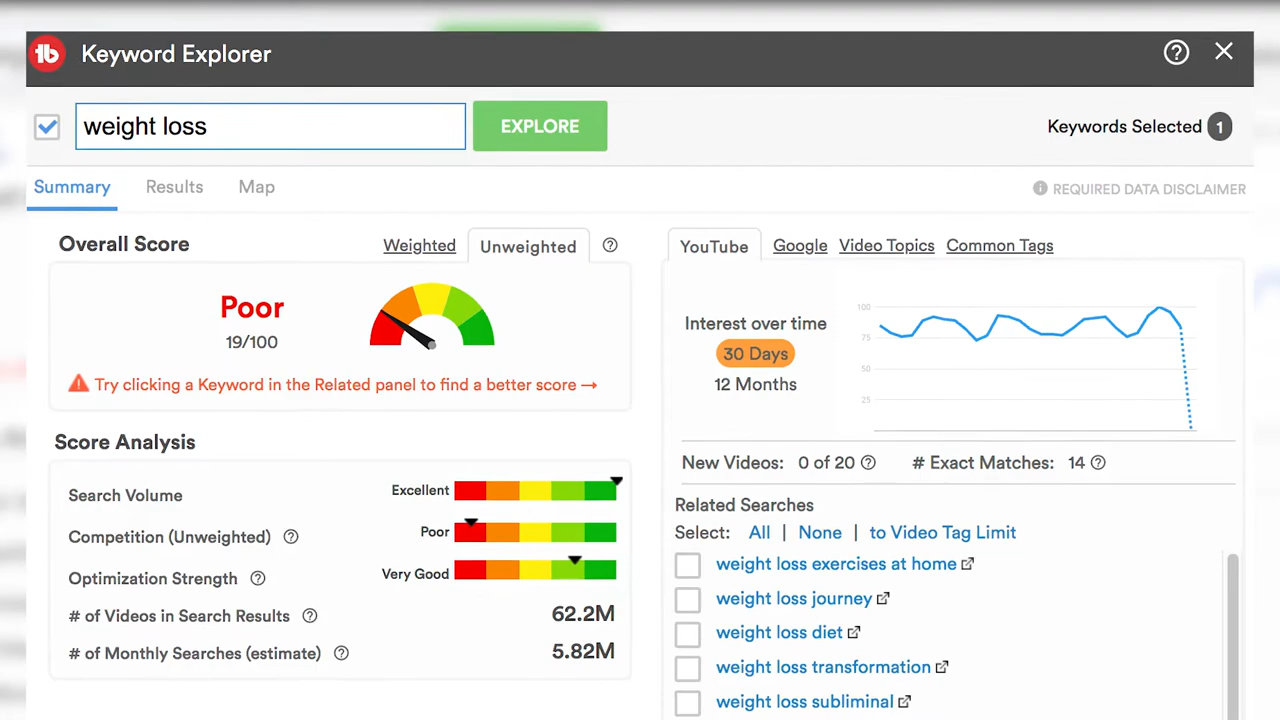 tb Keyword Explorer
weight loss
EXPLORE
Keywords Selected 1
Summary Results Map
REQUIRED DATA DISCLAIMER
Overall Score
Weighted Unweighted
Poor
19/100
Try clicking a Keyword in the Related panel to find a better score →
Score Analysis
Search Volume Excellent
Competition (Unweighted) Poor
Optimization Strength Very Good
# of Videos in Search Results 62.2M
# of Monthly Searches (estimate) 5.82M
YouTube Google Video Topics Common Tags
Interest over time
30 Days
12 Months
100
75
50
25
New Videos: 0 of 20 # Exact Matches: 14
Related Searches
Select: All | None | to Video Tag Limit
weight loss exercises at home
weight loss journey
weight loss diet
weight loss transformation
weight loss subliminal